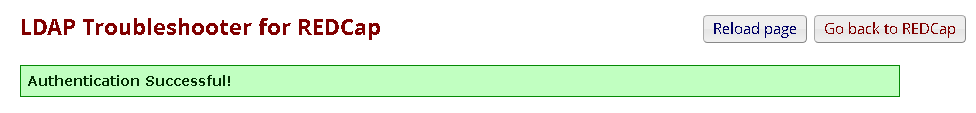 LDAP Troubleshooter for REDCap
Reload page
Go back to REDCap
Authentication Successful!